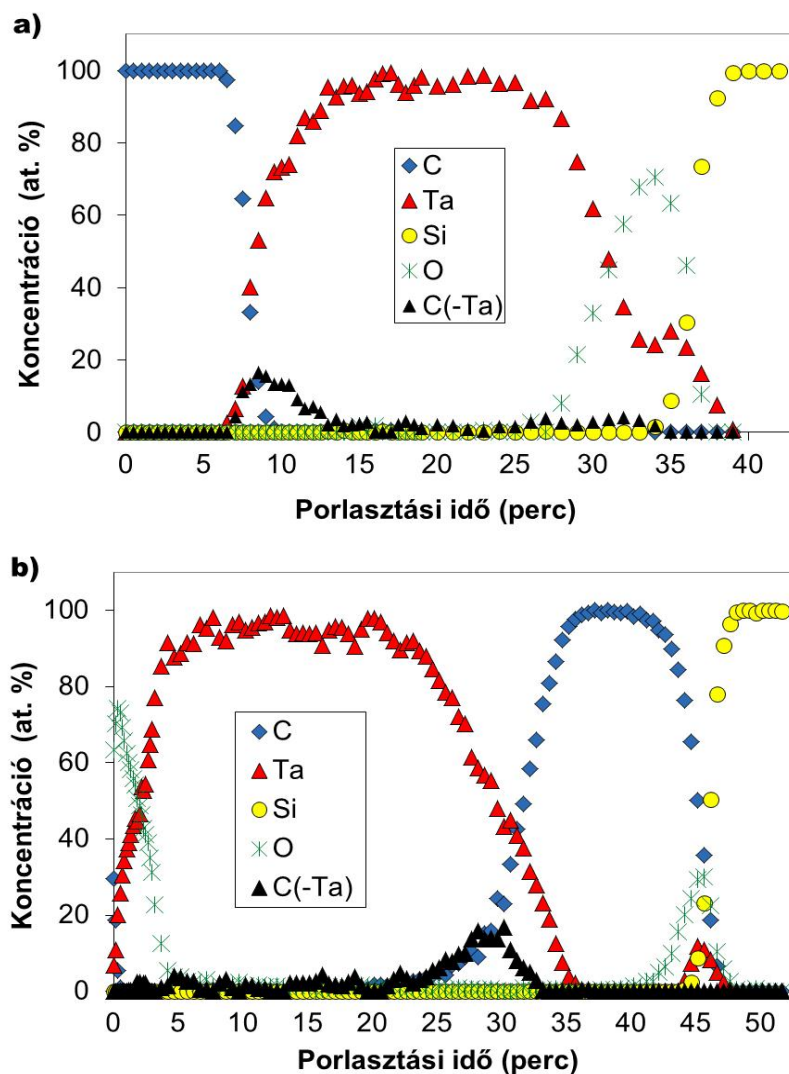 a)
Koncentráció (at. %)
100
80
60
40
20
0
C
Ta
Si
O
C(-Ta)
0 5 10 15 20 25 30 35 40
Porlasztási idő (perc)
b)
Koncentráció (at. %)
100
80
60
40
20
0
C
Ta
Si
O
C(-Ta)
0 5 10 15 20 25 30 35 40 45 50
Porlasztási idő (perc)